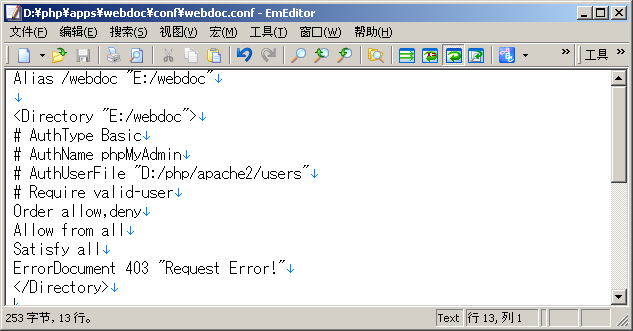 D:¥php¥apps¥webdoc¥conf¥webdoc.conf - EmEditor
文件(F) 编辑(E) 搜索(S) 视图(V) 宏(M) 工具(T) 窗口(W) 帮助(H)
» 工具 »
Alias /webdoc "E:/webdoc"↓
↓
<Directory "E:/webdoc">↓
# AuthType Basic↓
# AuthName phpMyAdmin↓
# AuthUserFile "D:/php/apache2/users"↓
# Require valid-user↓
Order allow,deny↓
Allow from all↓
Satisfy all↓
ErrorDocument 403 "Request Error!"↓
</Directory>↓
253 字节, 13 行。 Text 行 13, 列 1